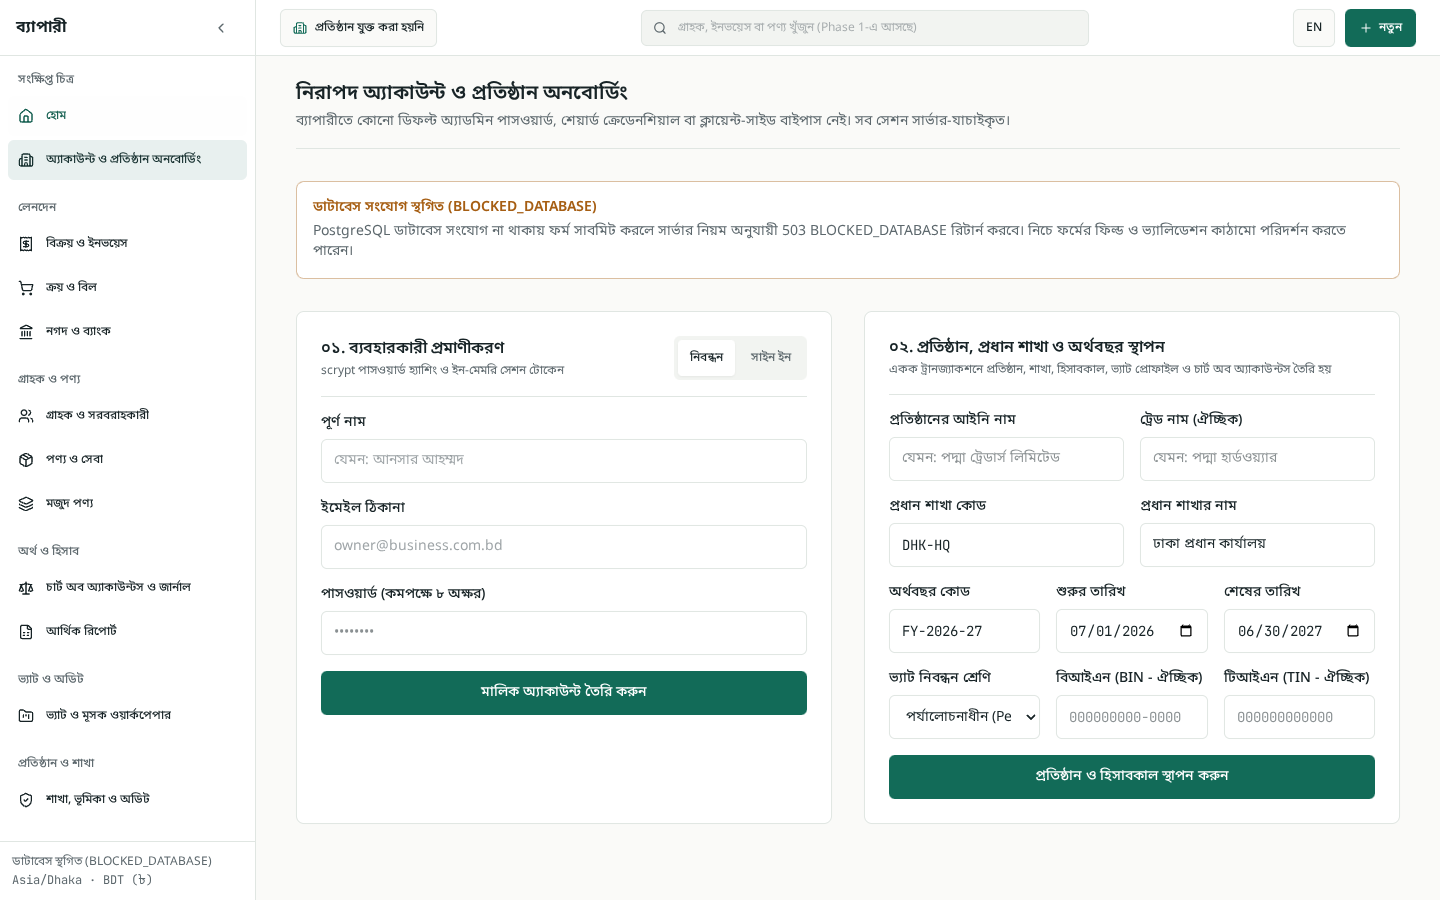 ব্যাপারী
প্রতিষ্ঠান যুক্ত করা হয়নি
গ্রাহক, ইনভয়েস বা পণ্য খুঁজুন (Phase 1-এ আসছে)
EN
নতুন
সংক্ষিপ্ত চিত্র
হোম
অ্যাকাউন্ট ও প্রতিষ্ঠান অনবোর্ডিং
লেনদেন
বিক্রয় ও ইনভয়েস
ক্রয় ও বিল
নগদ ও ব্যাংক
গ্রাহক ও পণ্য
গ্রাহক ও সরবরাহকারী
পণ্য ও সেবা
মজুদ পণ্য
অর্থ ও হিসাব
চার্ট অব অ্যাকাউন্টস ও জার্নাল
আর্থিক রিপোর্ট
ভ্যাট ও অডিট
ভ্যাট ও মূসক ওয়ার্কপেপার
প্রতিষ্ঠান ও শাখা
শাখা, ভূমিকা ও অডিট
ডাটাবেস স্থগিত (BLOCKED_DATABASE)
Asia/Dhaka · BDT (৳)
নিরাপদ অ্যাকাউন্ট ও প্রতিষ্ঠান অনবোর্ডিং
ব্যাপারীতে কোনো ডিফল্ট অ্যাডমিন পাসওয়ার্ড, শেয়ার্ড ক্রেডেনশিয়াল বা ক্লায়েন্ট-সাইড বাইপাস নেই। সব সেশন সার্ভার-যাচাইকৃত।
ডাটাবেস সংযোগ স্থগিত (BLOCKED_DATABASE)
PostgreSQL ডাটাবেস সংযোগ না থাকায় ফর্ম সাবমিট করলে সার্ভার নিয়ম অনুযায়ী 503 BLOCKED_DATABASE রিটার্ন করবে। নিচে ফর্মের ফিল্ড ও ভ্যালিডেশন কাঠামো পরিদর্শন করতে
পারেন।
০১. ব্যবহারকারী প্রমাণীকরণ
scrypt পাসওয়ার্ড হ্যাশিং ও ইন-মেমরি সেশন টোকেন
নিবন্ধন
সাইন ইন
পূর্ণ নাম
যেমন: আনসার আহম্মদ
ইমেইল ঠিকানা
owner@business.com.bd
পাসওয়ার্ড (কমপক্ষে ৮ অক্ষর)
••••••••
মালিক অ্যাকাউন্ট তৈরি করুন
০২. প্রতিষ্ঠান, প্রধান শাখা ও অর্থবছর স্থাপন
একক ট্রানজ্যাকশনে প্রতিষ্ঠান, শাখা, হিসাবকাল, ভ্যাট প্রোফাইল ও চার্ট অব অ্যাকাউন্টস তৈরি হয়
প্রতিষ্ঠানের আইনি নাম
ট্রেড নাম (ঐচ্ছিক)
যেমন: পদ্মা ট্রেডার্স লিমিটেড
যেমন: পদ্মা হার্ডওয়্যার
প্রধান শাখা কোড
প্রধান শাখার নাম
DHK-HQ
ঢাকা প্রধান কার্যালয়
অর্থবছর কোড
শুরুর তারিখ
শেষের তারিখ
FY-2026-27
07/01/2026
06/30/2027
ভ্যাট নিবন্ধন শ্রেণি
বিআইএন (BIN - ঐচ্ছিক)
টিআইএন (TIN - ঐচ্ছিক)
পর্যালোচনাধীন (Pe
000000000-0000
000000000000
প্রতিষ্ঠান ও হিসাবকাল স্থাপন করুন